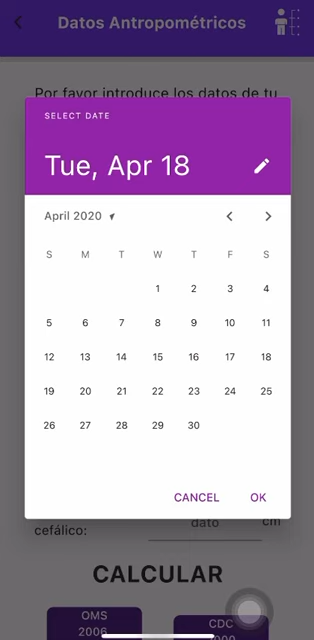 Datos Antropométricos
Por favor introduce los datos de tu
SELECT DATE
Tue, Apr 18
April 2020
S M T W T F S
1 2 3 4
5 6 7 8 9 10 11
12 13 14 15 16 17 18
19 20 21 22 23 24 25
26 27 28 29 30
CANCEL OK
cefálico: dato cm
CALCULAR
OMS
2006
CDC